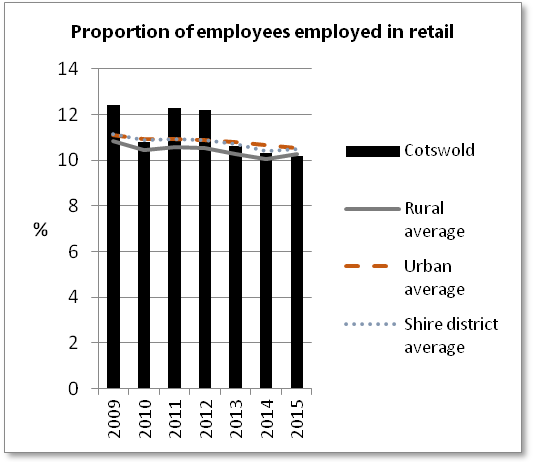 Proportion of employees employed in retail
14
12
10
8
6
4
2
0
%
2009
2010
2011
2012
2013
2014
2015
Cotswold
Rural
average
Urban
average
Shire district
average